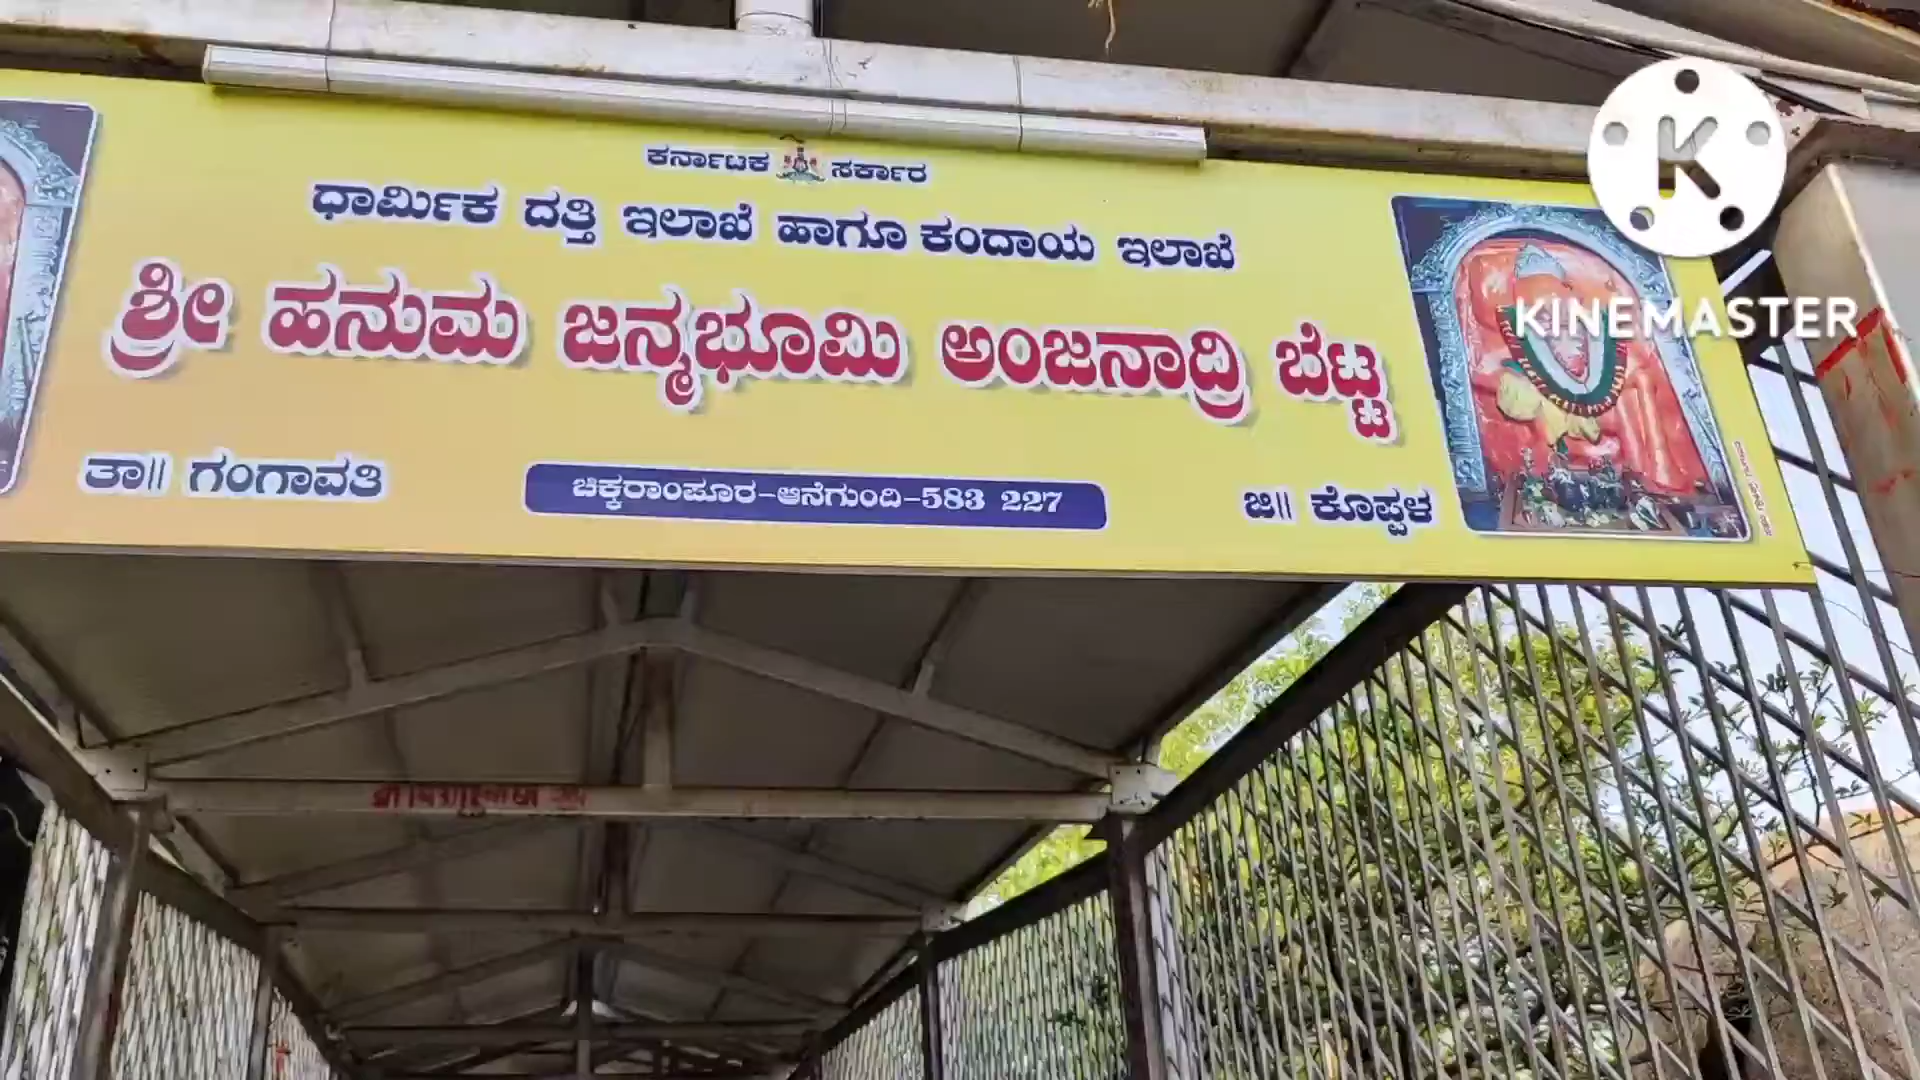 ಕರ್ನಾಟಕ ಸರ್ಕಾರ
ಧಾರ್ಮಿಕ ದತ್ತಿ ಇಲಾಖೆ ಹಾಗೂ ಕಂದಾಯ ಇಲಾಖೆ
ಶ್ರೀ ಹನುಮ ಜನ್ಮಭೂಮಿ ಅಂಜನಾದ್ರಿ ಬೆಟ್ಟ
ತಾ|| ಗಂಗಾವತಿ
ಚಿಕ್ಕರಾಂಪೂರ-ಆನೆಗುಂದಿ-583 227
ಜಿ|| ಕೊಪ್ಪಳ
K
KINEMASTER